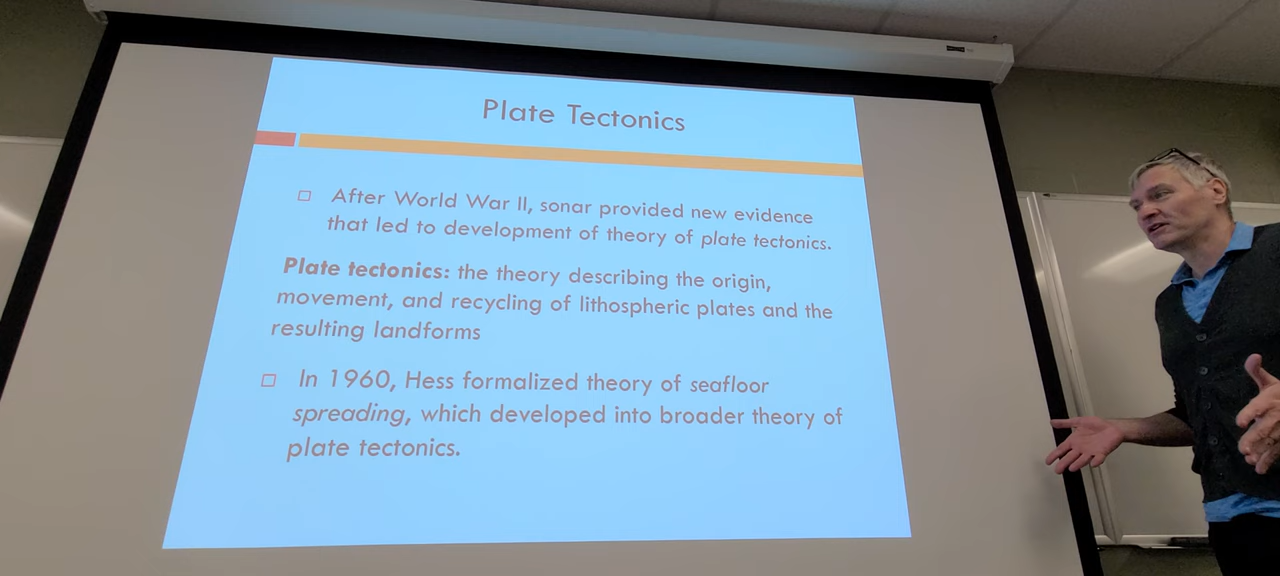 Plate Tectonics
After World War II, sonar provided new evidence
that led to development of theory of plate tectonics.
Plate tectonics: the theory describing the origin,
movement, and recycling of lithospheric plates and the
resulting landforms
In 1960, Hess formalized theory of seafloor
spreading, which developed into broader theory of
plate tectonics.